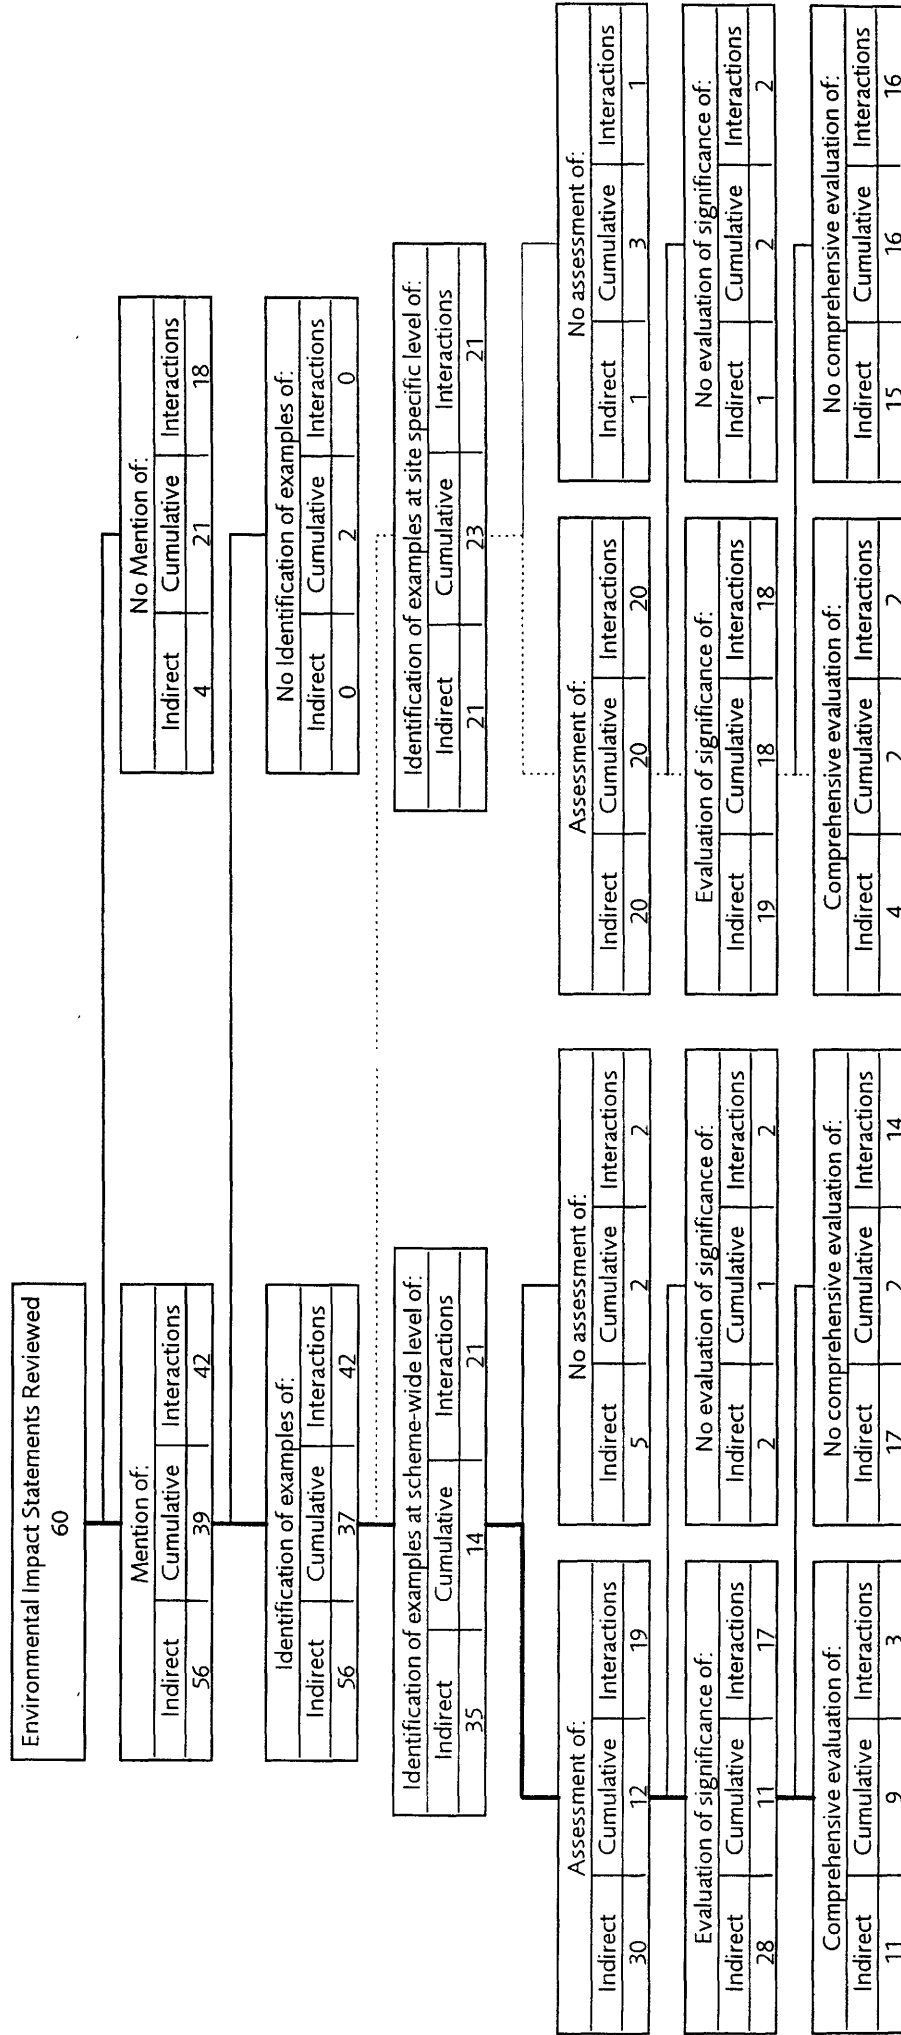 Environmental Impact Statements Reviewed
60
Mention of:
Indirect Cumulative Interactions
56 39 42
No Mention of:
Indirect Cumulative Interactions
4 21 18
Identification of examples of:
Indirect Cumulative Interactions
56 37 42
No Identification of examples of:
Indirect Cumulative Interactions
0 2 0
Identification of examples at scheme-wide level of:
Indirect Cumulative Interactions
35 14 21
Identification of examples at site specific level of:
Indirect Cumulative Interactions
21 23 21
Assessment of:
Indirect Cumulative Interactions
30 12 19
No assessment of:
Indirect Cumulative Interactions
5 2 2
Assessment of:
Indirect Cumulative Interactions
20 20 20
No assessment of:
Indirect Cumulative Interactions
1 3 1
Evaluation of significance of:
Indirect Cumulative Interactions
28 11 17
No evaluation of significance of:
Indirect Cumulative Interactions
2 1 2
Evaluation of significance of:
Indirect Cumulative Interactions
19 18 18
No evaluation of significance of:
Indirect Cumulative Interactions
1 2 2
Comprehensive evaluation of:
Indirect Cumulative Interactions
11 9 3
No comprehensive evaluation of:
Indirect Cumulative Interactions
17 2 14
Comprehensive evaluation of:
Indirect Cumulative Interactions
4 2 2
No comprehensive evaluation of:
Indirect Cumulative Interactions
15 16 16